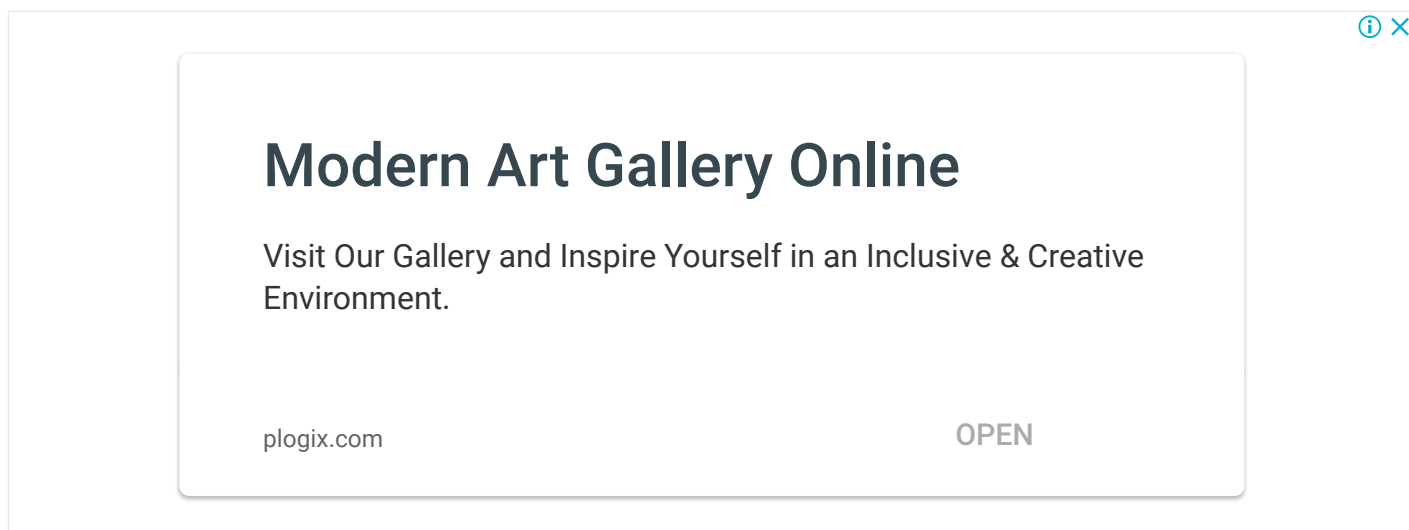 Modern Art Gallery Online
Visit Our Gallery and Inspire Yourself in an Inclusive & Creative
Environment.
plogix.com
OPEN